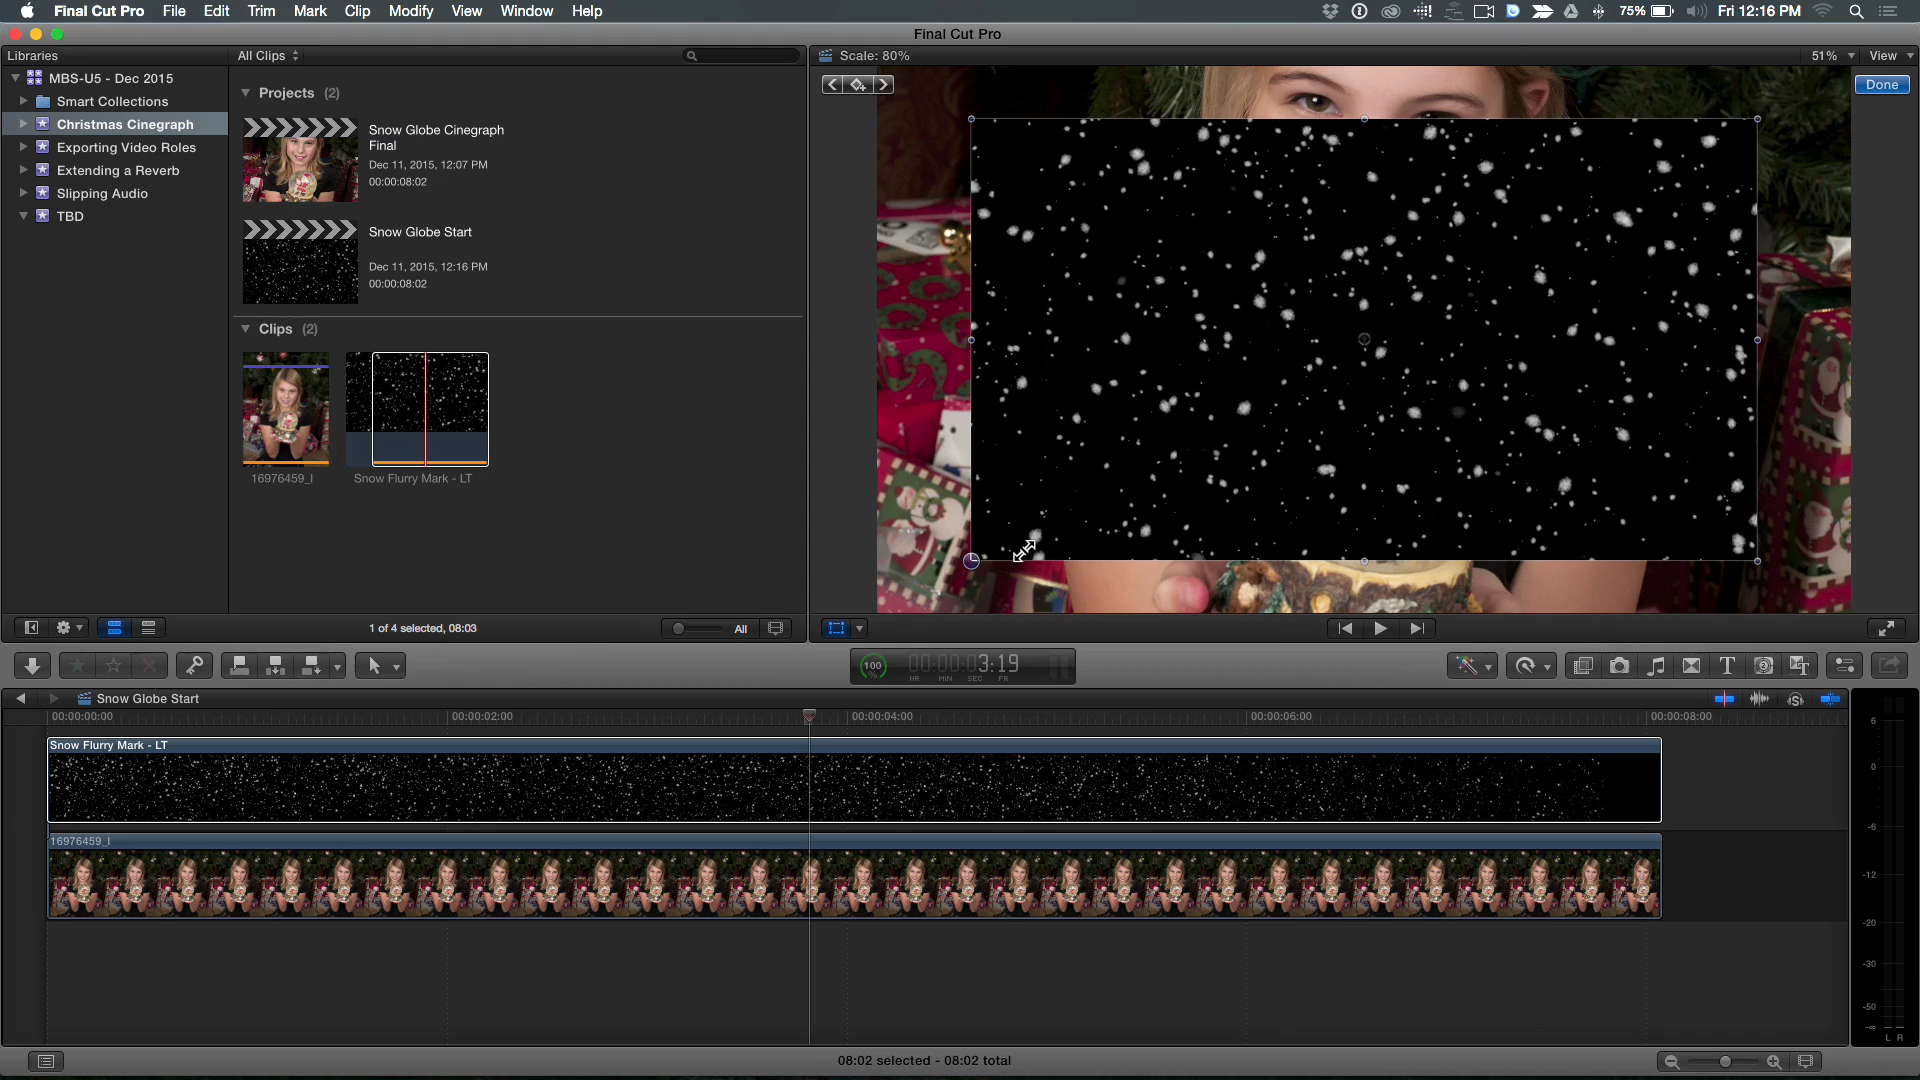 Final Cut Pro File Edit Trim Mark Clip Modify View Window Help 75% Fri 12:16 PM
Final Cut Pro
Libraries
All Clips
Scale: 80%
51%
View
MBS-U5 - Dec 2015
Smart Collections
Christmas Cinegraph
Exporting Video Roles
Extending a Reverb
Slipping Audio
TBD
Projects (2)
Snow Globe Cinegraph
Final
Dec 11, 2015, 12:07 PM
00:00:08:02
Snow Globe Start
Dec 11, 2015, 12:16 PM
00:00:08:02
Clips (2)
16976459_l
Snow Flurry Mark - LT
Done
1 of 4 selected, 08:03
All
100
%
00:00:03:19
HR MIN SEC FR
Snow Globe Start
00:00:00:00
00:00:02:00
00:00:04:00
00:00:06:00
00:00:08:00
Snow Flurry Mark - LT
16976459_l
6
0
-6
-12
-20
-30
-50
-∞
L R
08:02 selected - 08:02 total